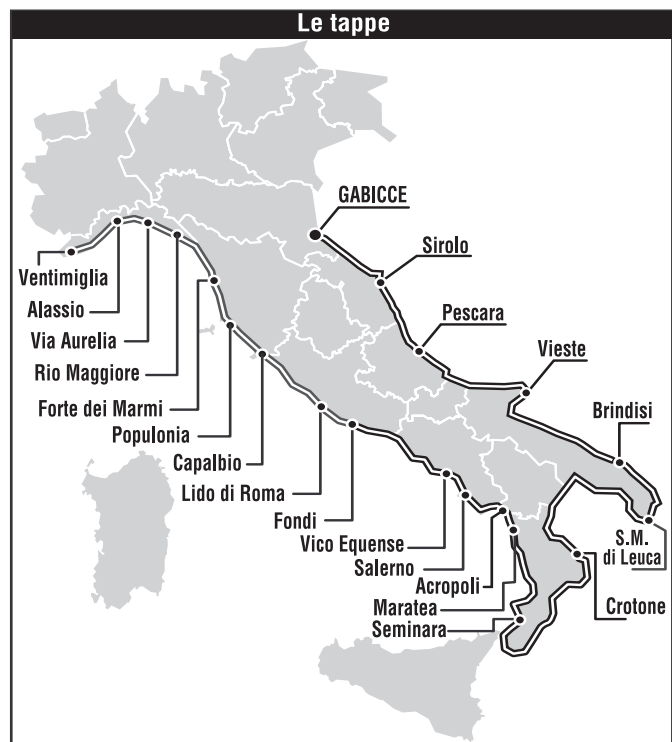 Le tappe
GABICCE
Sirolo
Pescara
Vieste
Brindisi
S.M.
di Leuca
Crotone
Ventimiglia
Alassio
Via Aurelia
Rio Maggiore
Forte dei Marmi
Populonia
Capalbio
Lido di Roma
Fondi
Vico Equense
Salerno
Acropoli
Maratea
Seminara